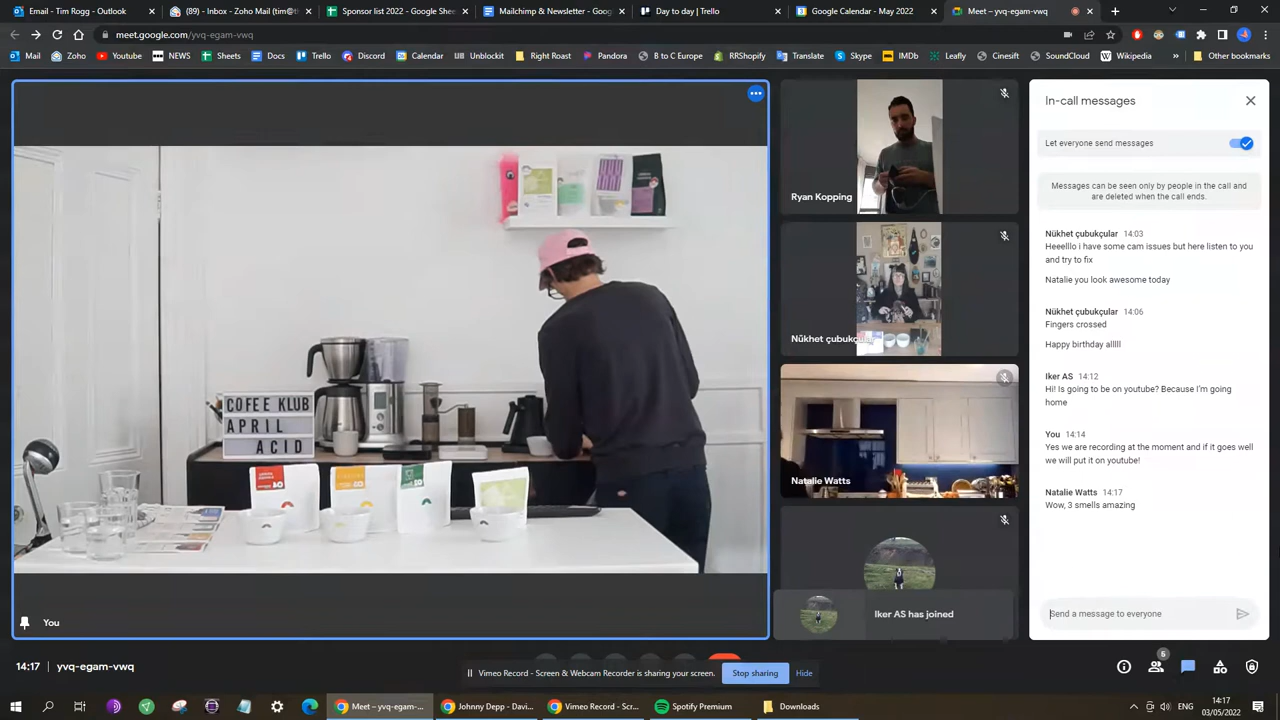 Email - Tim Rogg - Outlook
(39) - Inbox - Zoho Mail (tim@th
Sponsor list 2022 - Google Shee
Mailchimp & Newsletter - Goog
Day to day | Trello
Google Calendar - May 2022
Meet – yvq-egam-vwq
meet.google.com/yvq-egam-vwq
Mail
Youtube
NEWS
Sheets
Docs
Trello
Discord
Calendar
Unblockit
Right Roast
Pandora
B to C Europe
RRShopify
Translate
Skype
IMDb
Leafly
Cinesift
SoundCloud
Wikipedia
»
Other bookmarks
COFEE KLUB
APRIL
ACID
You
Ryan Kopping
Nükhet çubukçular
Natalie Watts
Iker AS has joined
In-call messages
Let everyone send messages
Messages can be seen only by people in the call and
are deleted when the call ends.
Nükhet çubukçular 14:03
Heeelllo i have some cam issues but here listen to you
and try to fix
Natalie you look awesome today
Nükhet çubukçular 14:06
Fingers crossed
Happy birthday alllll
Iker AS 14:12
Hi! Is going to be on youtube? Because I'm going
home
You 14:14
Yes we are recording at the moment and if it goes well
we will put it on youtube!
Natalie Watts 14:17
Wow, 3 smells amazing
Send a message to everyone
14:17 | yvq-egam-vwq
Vimeo Record - Screen & Webcam Recorder is sharing your screen.
Stop sharing
Hide
6
Meet – yvq-egam-...
Johnny Depp - Davi...
Vimeo Record - Scr...
Spotify Premium
Downloads
ENG
14:17
03/05/2022